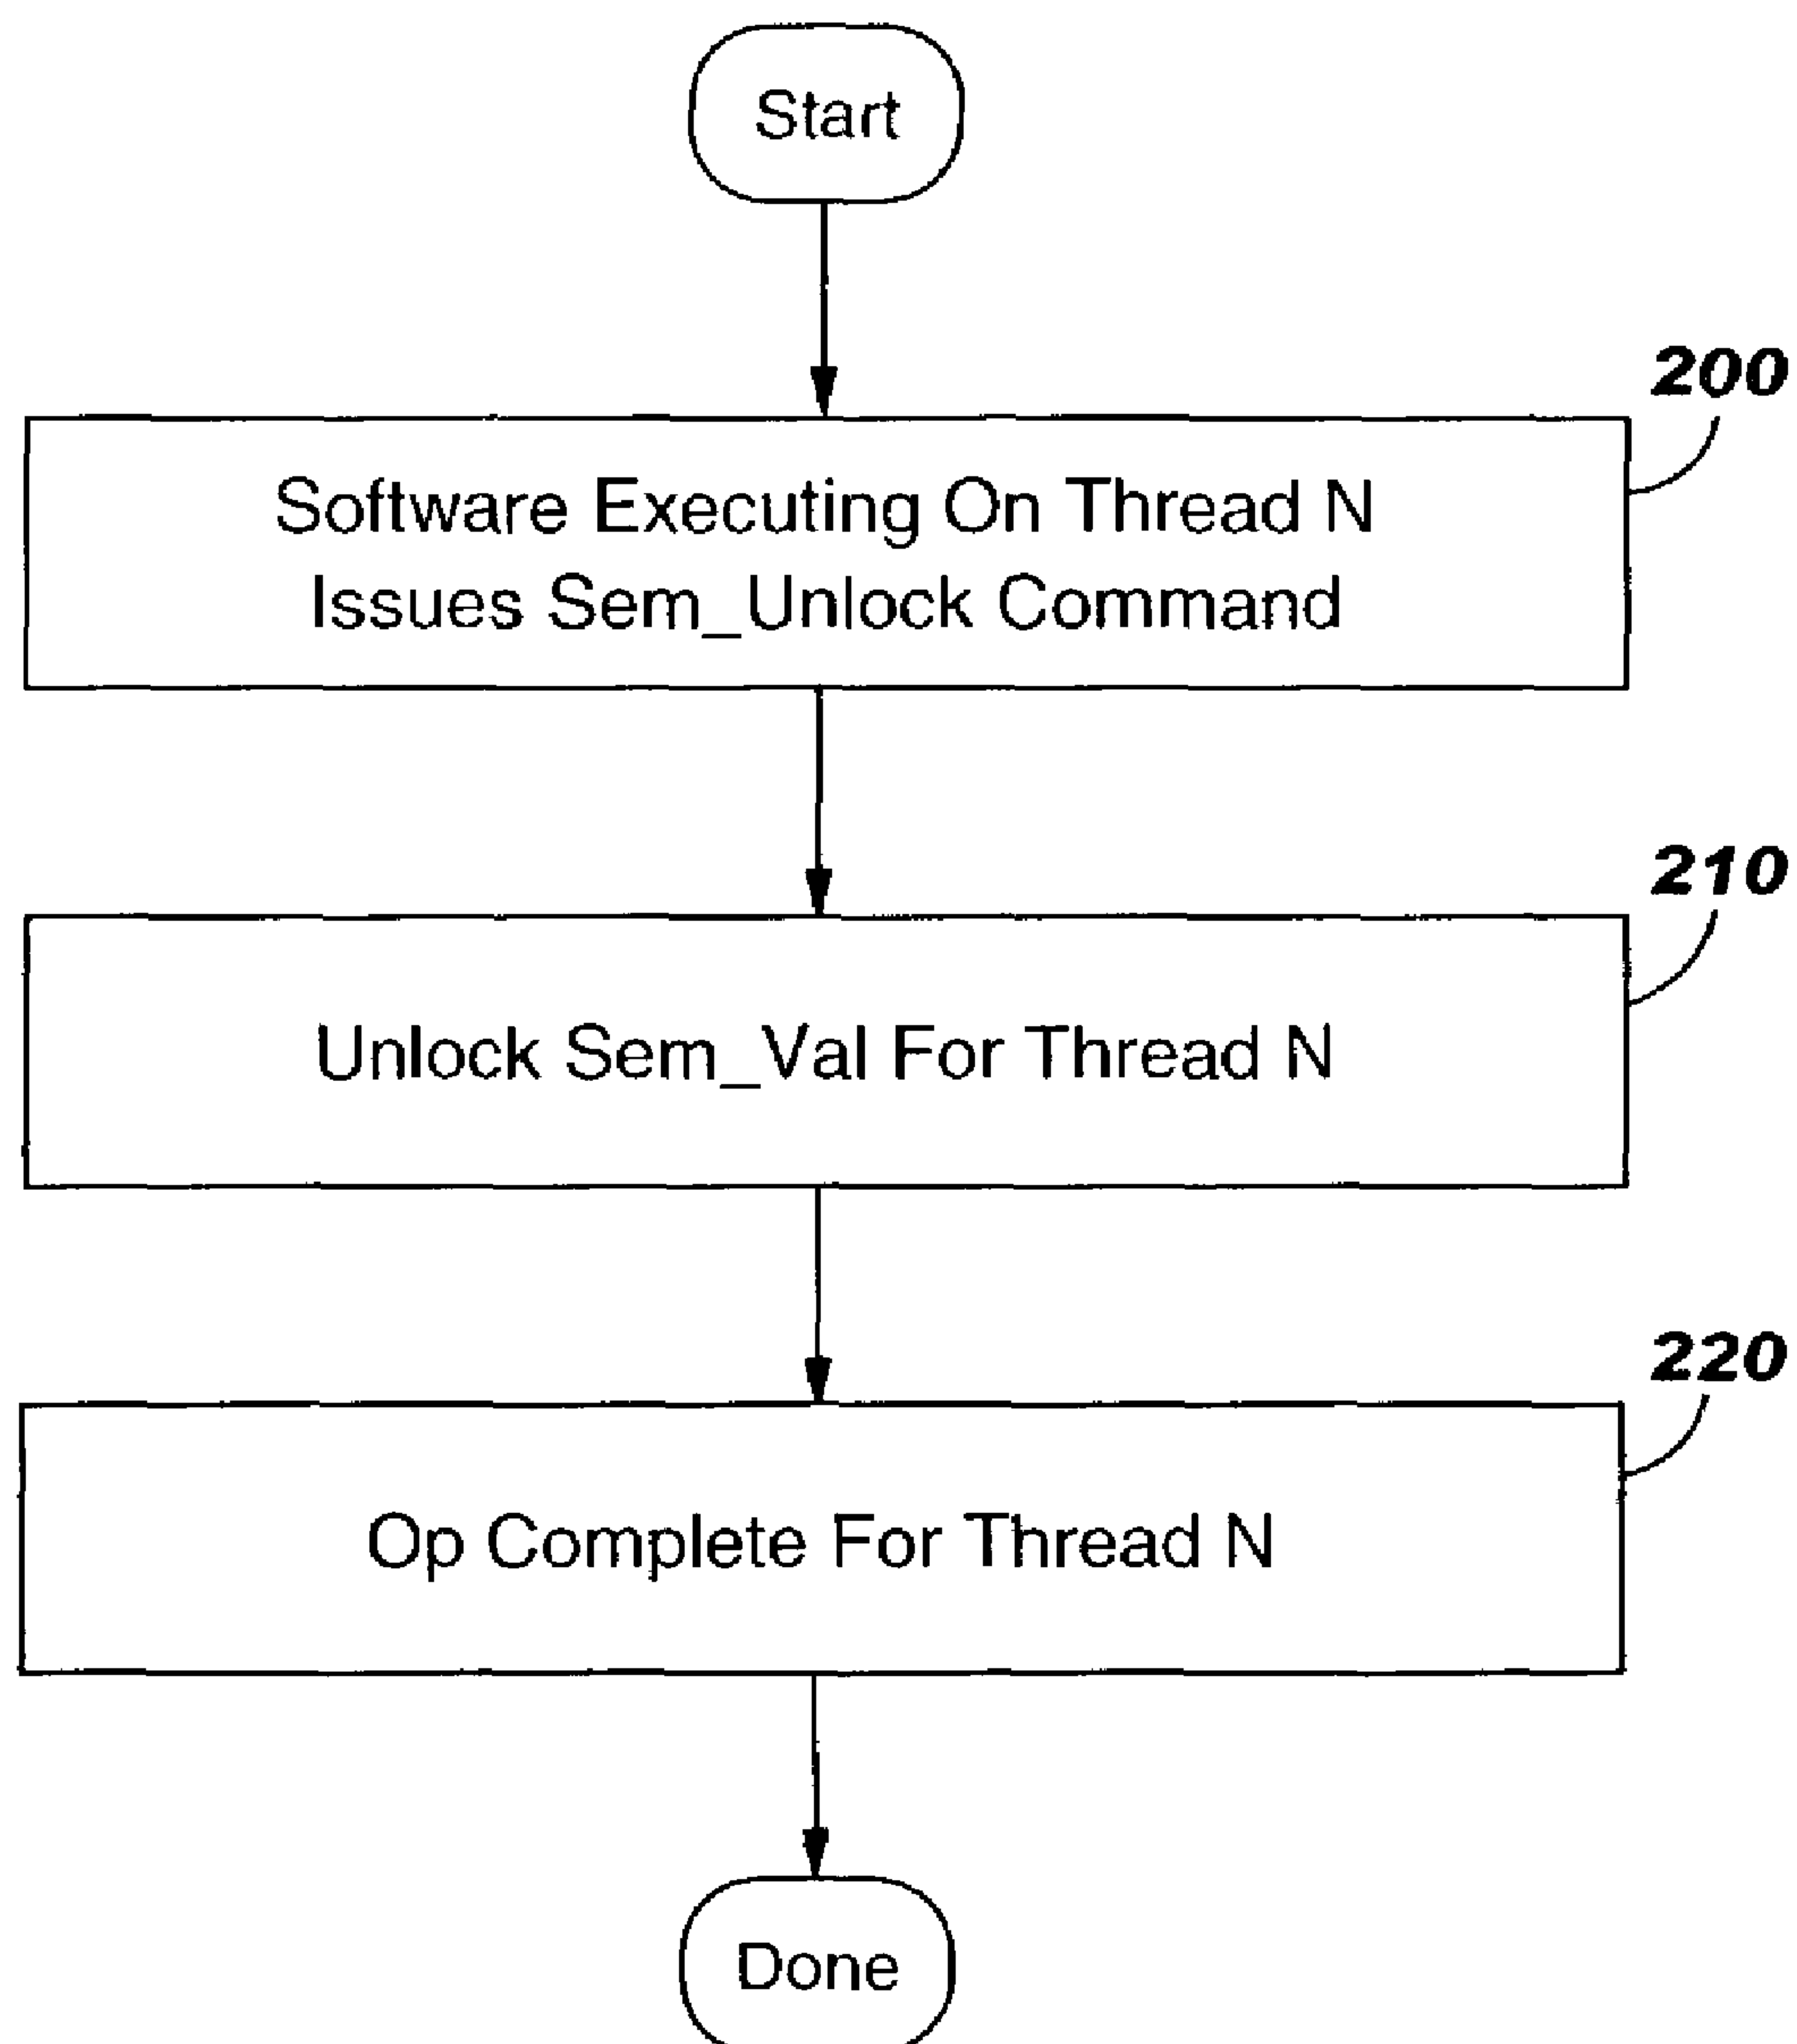 Start
200
Software Executing On Thread N
Issues Sem_Unlock Command
210
Unlock Sem_Val For Thread N
220
Op Complete For Thread N
Done